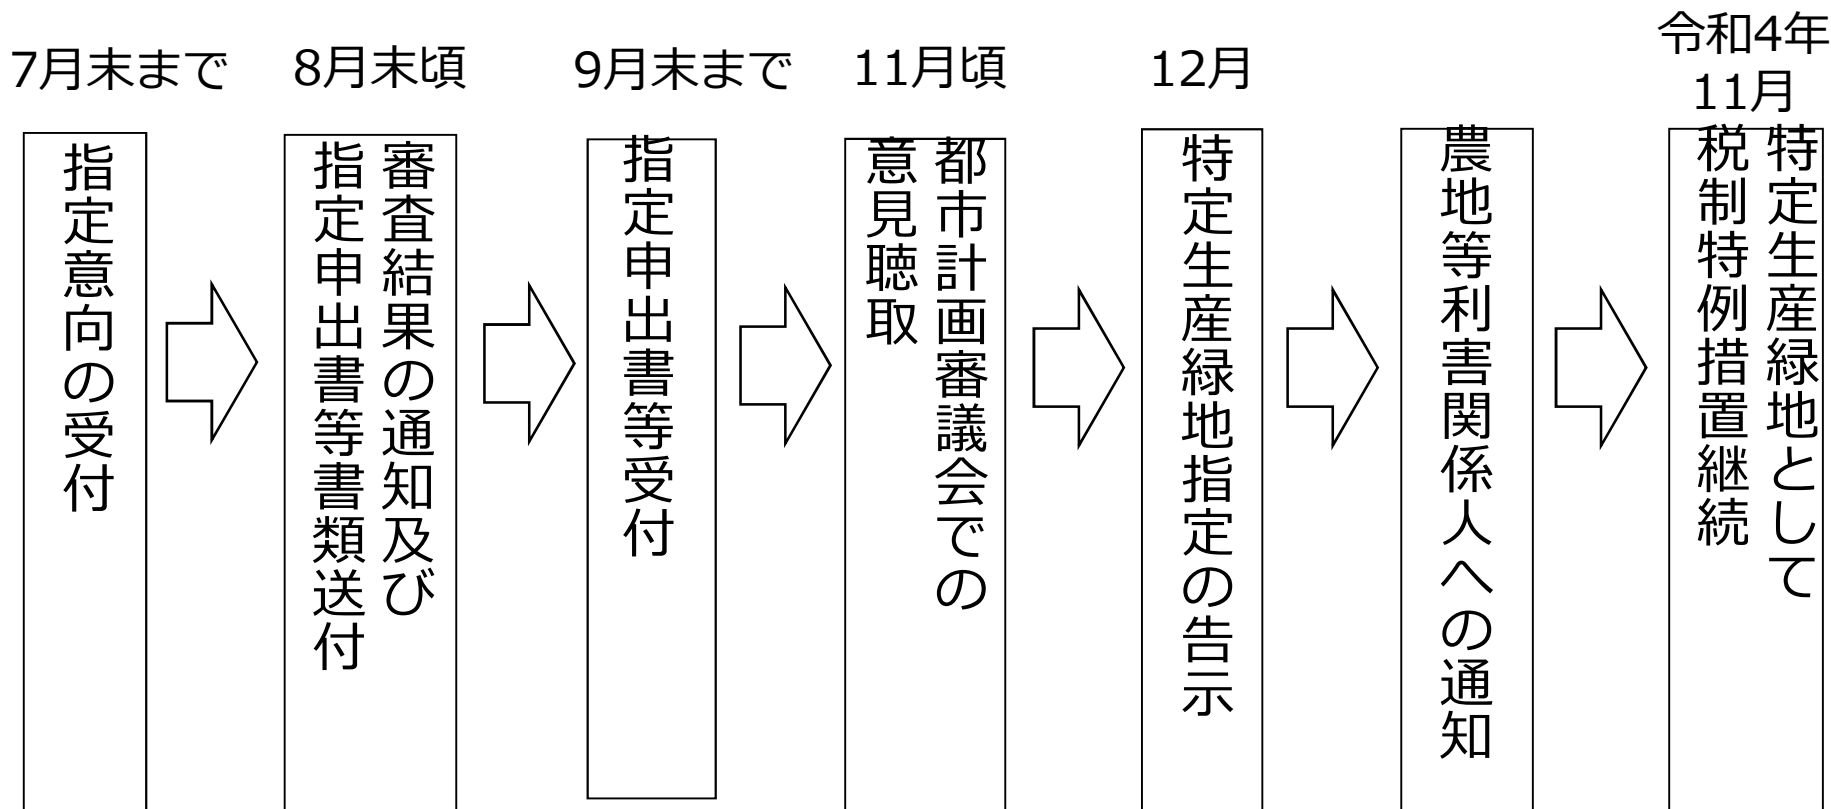 7月末まで
指定意向の受付
8月末頃
審査結果の通知及び
指定申出書等書類送付
9月末まで
指定申出書等受付
11月頃
都市計画審議会での
意見聴取
12月
特定生産緑地指定の告示
農地等利害関係人への通知
令和4年
11月
特定生産緑地として
税制特例措置継続